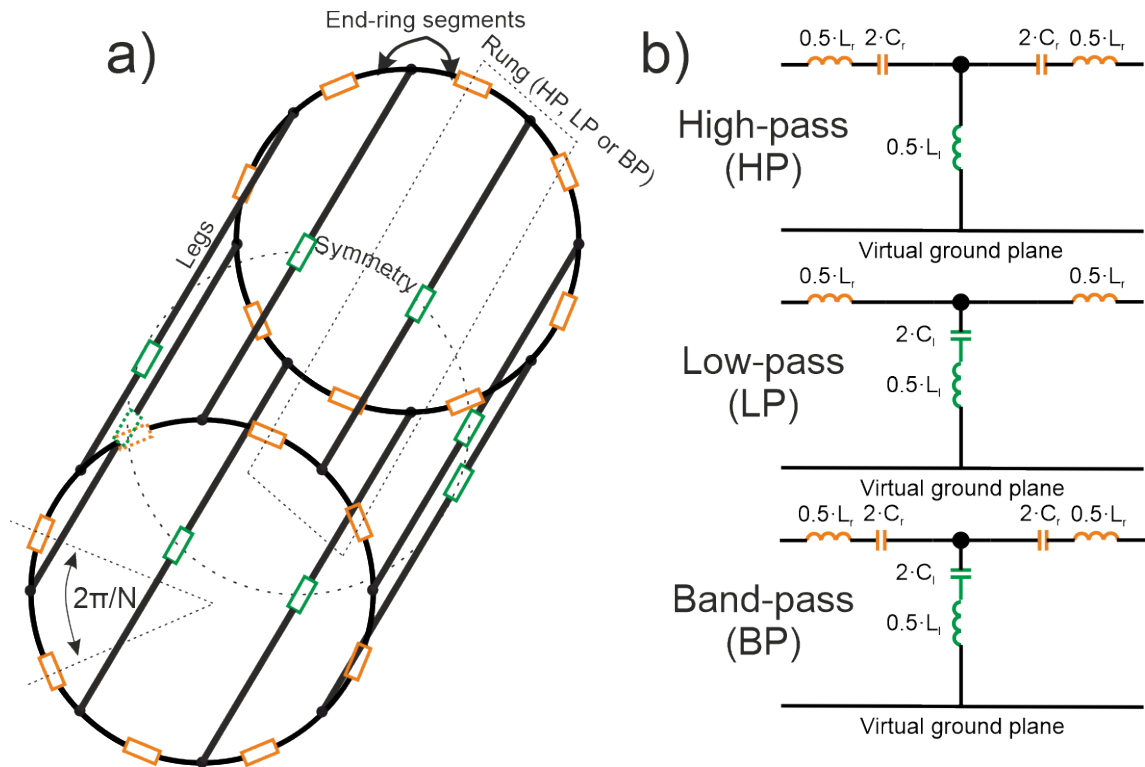 a)
End-ring segments
Rung (HP, LP or BP)
Legs
Symmetry
2π/N
b)
0.5·Lr 2·Cr 2·Cr 0.5·Lr
High-pass
(HP)
0.5·Ll
Virtual ground plane
0.5·Lr 0.5·Lr
Low-pass
(LP)
2·Cl
0.5·Ll
Virtual ground plane
0.5·Lr 2·Cr 2·Cr 0.5·Lr
Band-pass
(BP)
2·Cl
0.5·Ll
Virtual ground plane